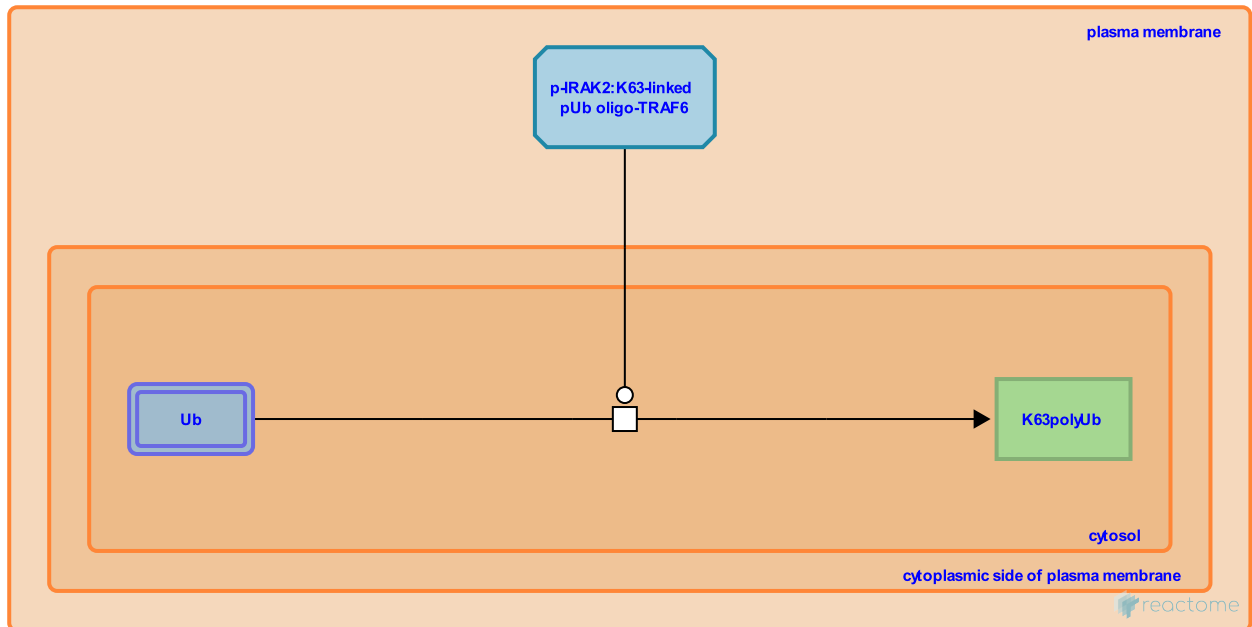 plasma membrane
p-IRAK2:K63-linked
pUb oligo-TRAF6
Ub
K63polyUb
cytosol
cytoplasmic side of plasma membrane
reactome